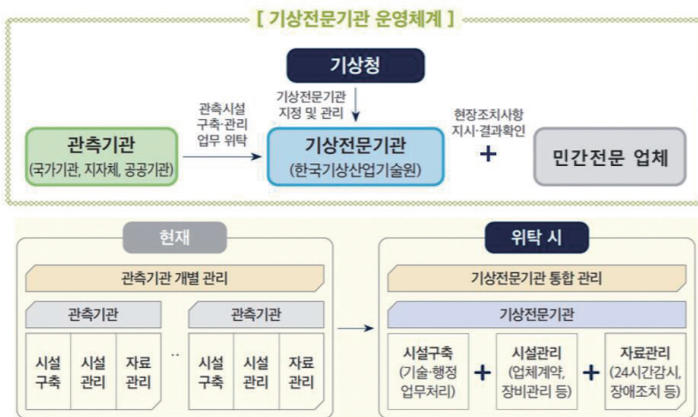 [ 기상전문기관 운영체계 ]
기상청
관측시설
구축·관리
업무 위탁
기상전문기관
지정 및 관리
현장조치사항
지시·결과확인
관측기관
(국가기관, 지자체, 공공기관)
기상전문기관
(한국기상산업기술원)
+
민간전문 업체
현재
관측기관 개별 관리
관측기관
관측기관
시설
구축
시설
관리
자료
관리
..
시설
구축
시설
관리
자료
관리
위탁 시
기상전문기관 통합 관리
기상전문기관
시설구축
(기술·행정
업무처리)
+
시설관리
(업체계약,
장비관리 등)
+
자료관리
(24시간감시,
장애조치 등)